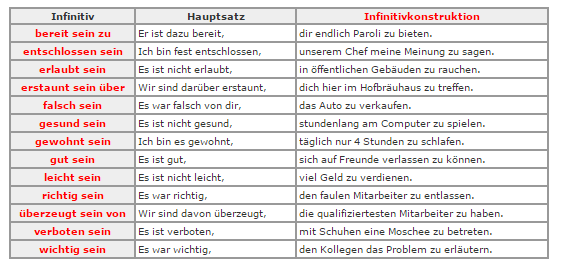 Infinitiv Hauptsatz Infinitivkonstruktion
bereit sein zu Er ist dazu bereit, dir endlich Paroli zu bieten.
entschlossen sein Ich bin fest entschlossen, unserem Chef meine Meinung zu sagen.
erlaubt sein Es ist nicht erlaubt, in öffentlichen Gebäuden zu rauchen.
erstaunt sein über Wir sind darüber erstaunt, dich hier im Hofbräuhaus zu treffen.
falsch sein Es war falsch von dir, das Auto zu verkaufen.
gesund sein Es ist nicht gesund, stundenlang am Computer zu spielen.
gewohnt sein Ich bin es gewohnt, täglich nur 4 Stunden zu schlafen.
gut sein Es ist gut, sich auf Freunde verlassen zu können.
leicht sein Es ist nicht leicht, viel Geld zu verdienen.
richtig sein Es war richtig, den faulen Mitarbeiter zu entlassen.
überzeugt sein von Wir sind davon überzeugt, die qualifiziertesten Mitarbeiter zu haben.
verboten sein Es ist verboten, mit Schuhen eine Moschee zu betreten.
wichtig sein Es war wichtig, den Kollegen das Problem zu erläutern.